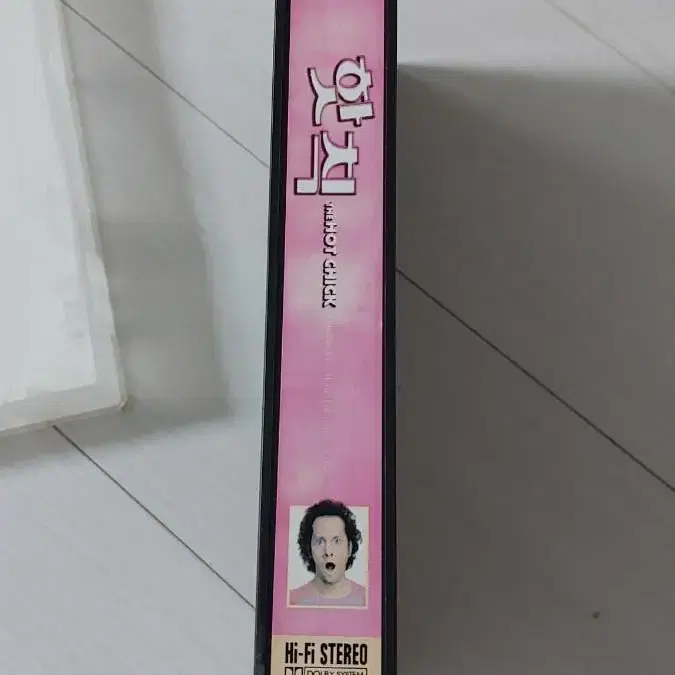 핫칙
THE HOT CHICK
Hi-Fi STEREO
DOLBY SYSTEM